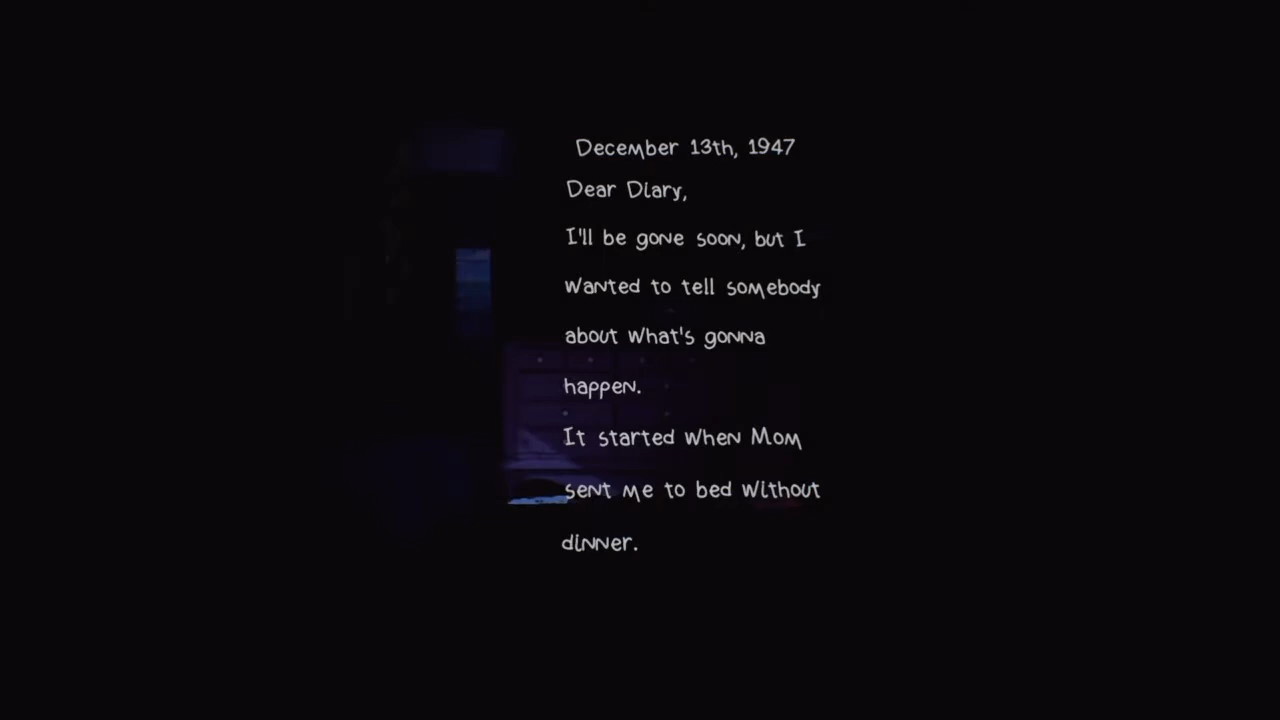 December 13th, 1947
Dear Diary,
I'll be gone soon, but I
wanted to tell somebody
about what's gonna
happen.
It started when Mom
sent me to bed without
dinner.